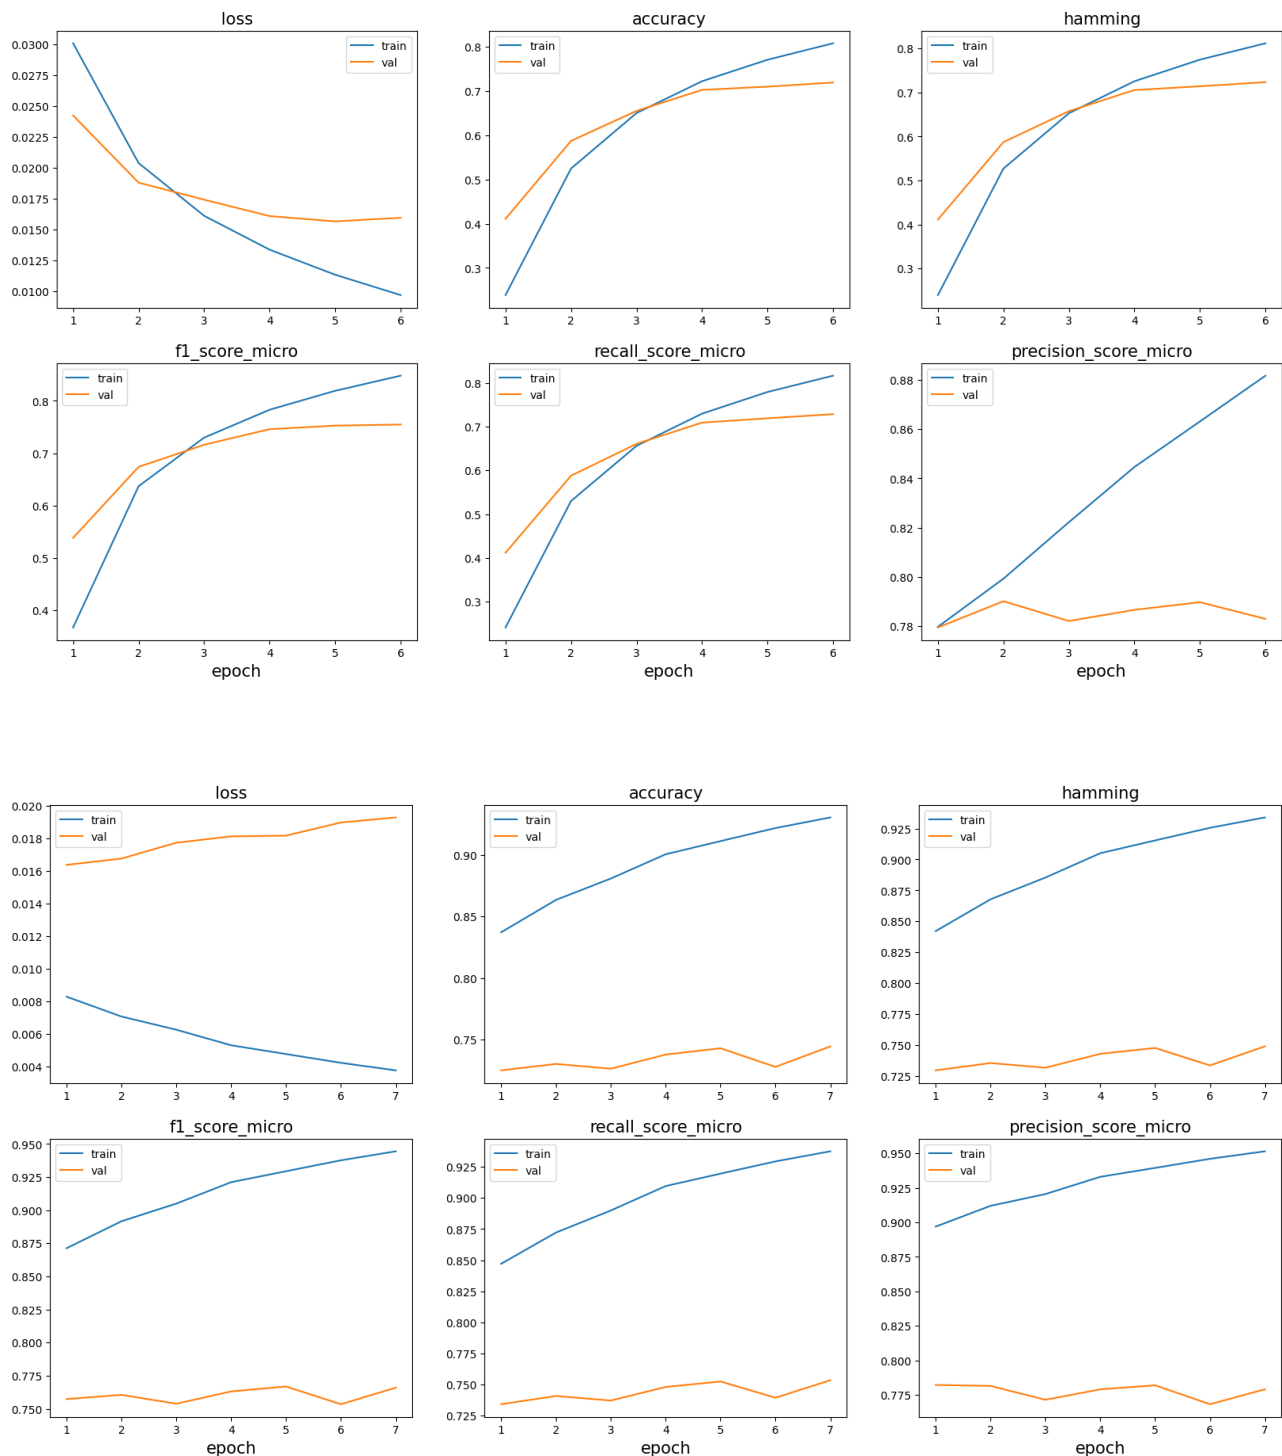 loss
0.0300
0.0275
0.0250
0.0225
0.0200
0.0175
0.0150
0.0125
0.0100
train
val
1 2 3 4 5 6
accuracy
0.8
0.7
0.6
0.5
0.4
0.3
train
val
1 2 3 4 5 6
hamming
0.8
0.7
0.6
0.5
0.4
0.3
train
val
1 2 3 4 5 6
f1_score_micro
0.8
0.7
0.6
0.5
0.4
train
val
1 2 3 4 5 6
epoch
recall_score_micro
0.8
0.7
0.6
0.5
0.4
0.3
train
val
1 2 3 4 5 6
epoch
precision_score_micro
0.88
0.86
0.84
0.82
0.80
0.78
train
val
1 2 3 4 5 6
epoch
loss
0.020
0.018
0.016
0.014
0.012
0.010
0.008
0.006
0.004
train
val
1 2 3 4 5 6 7
accuracy
0.90
0.85
0.80
0.75
train
val
1 2 3 4 5 6 7
hamming
0.925
0.900
0.875
0.850
0.825
0.800
0.775
0.750
0.725
train
val
1 2 3 4 5 6 7
f1_score_micro
0.950
0.925
0.900
0.875
0.850
0.825
0.800
0.775
0.750
train
val
1 2 3 4 5 6 7
epoch
recall_score_micro
0.925
0.900
0.875
0.850
0.825
0.800
0.775
0.750
0.725
train
val
1 2 3 4 5 6 7
epoch
precision_score_micro
0.950
0.925
0.900
0.875
0.850
0.825
0.800
0.775
train
val
1 2 3 4 5 6 7
epoch